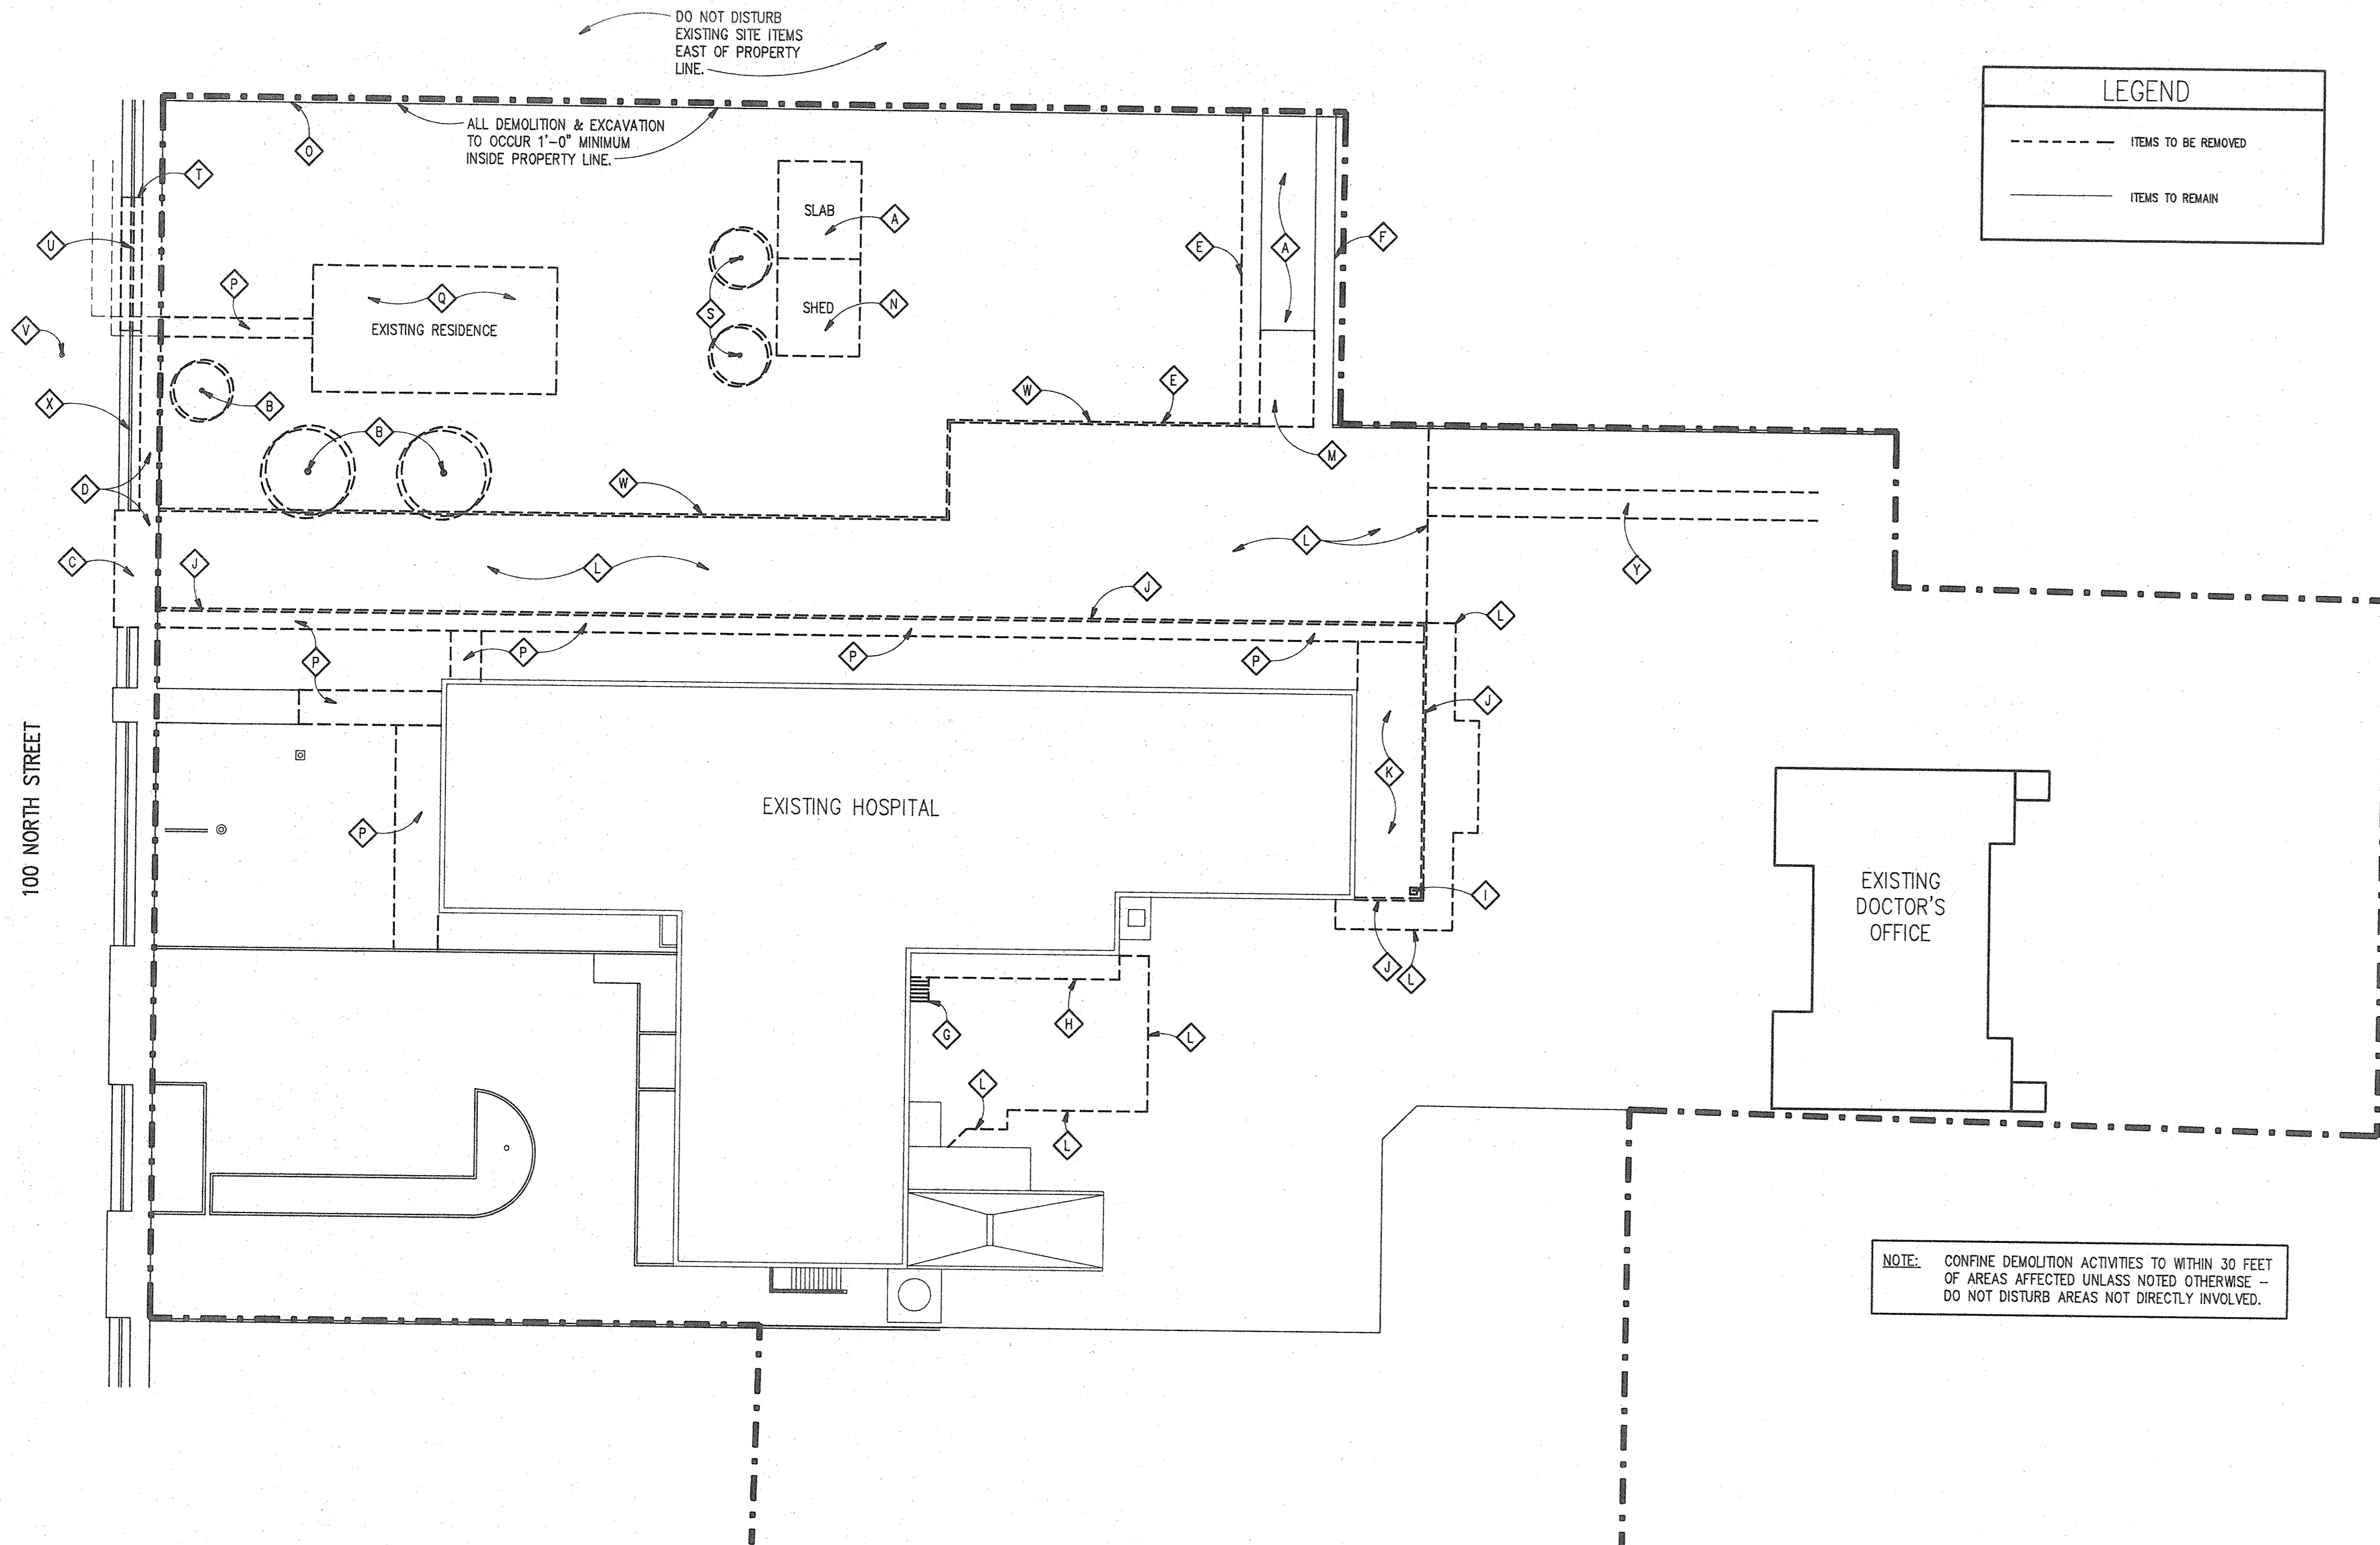 DO NOT DISTURB
EXISTING SITE ITEMS
EAST OF PROPERTY
LINE.
LEGEND
ITEMS TO BE REMOVED
ITEMS TO REMAIN
ALL DEMOLITION & EXCAVATION
TO OCCUR 1'-0" MINIMUM
INSIDE PROPERTY LINE.
O
T
U
P
V
X
B
Q
EXISTING RESIDENCE
SLAB
A
S
SHED
N
E
A
F
B
W
E
M
D
W
C
J
L
L
Y
J
L
P
P
P
P
J
K
100 NORTH STREET
P
EXISTING HOSPITAL
I
J
L
EXISTING
DOCTOR'S
OFFICE
G
H
L
L
L
NOTE: CONFINE DEMOLITION ACTIVITIES TO WITHIN 30 FEET
OF AREAS AFFECTED UNLASS NOTED OTHERWISE -
DO NOT DISTURB AREAS NOT DIRECTLY INVOLVED.